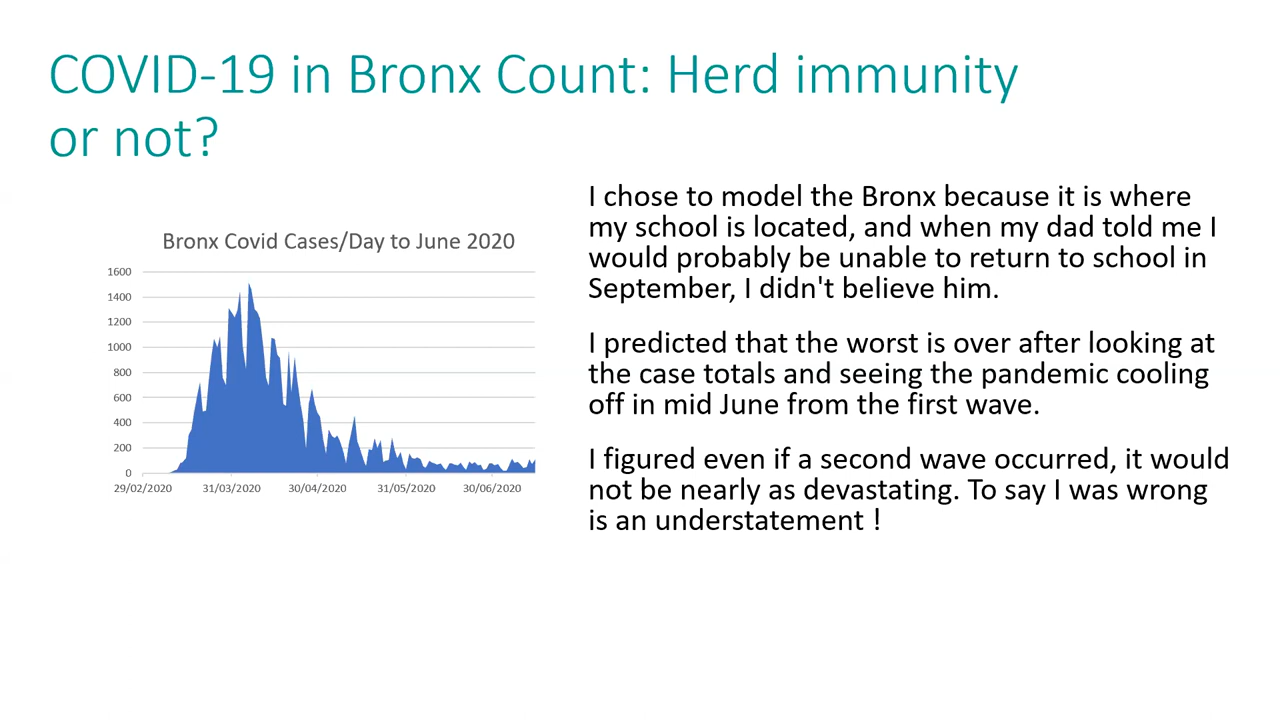 COVID-19 in Bronx Count: Herd immunity
or not?
Bronx Covid Cases/Day to June 2020
1600
1400
1200
1000
800
600
400
200
0
29/02/2020 31/03/2020 30/04/2020 31/05/2020 30/06/2020
I chose to model the Bronx because it is where
my school is located, and when my dad told me I
would probably be unable to return to school in
September, I didn't believe him.
I predicted that the worst is over after looking at
the case totals and seeing the pandemic cooling
off in mid June from the first wave.
I figured even if a second wave occurred, it would
not be nearly as devastating. To say I was wrong
is an understatement !